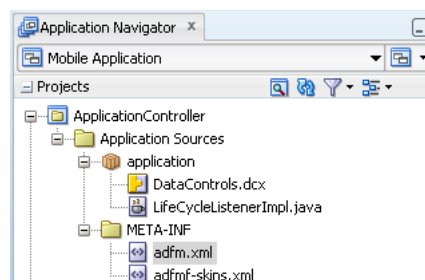 Application Navigator
Mobile Application
Projects
ApplicationController
Application Sources
application
DataControls.dcx
LifeCycleListenerImpl.java
META-INF
adfm.xml
adfmf-skins.xml